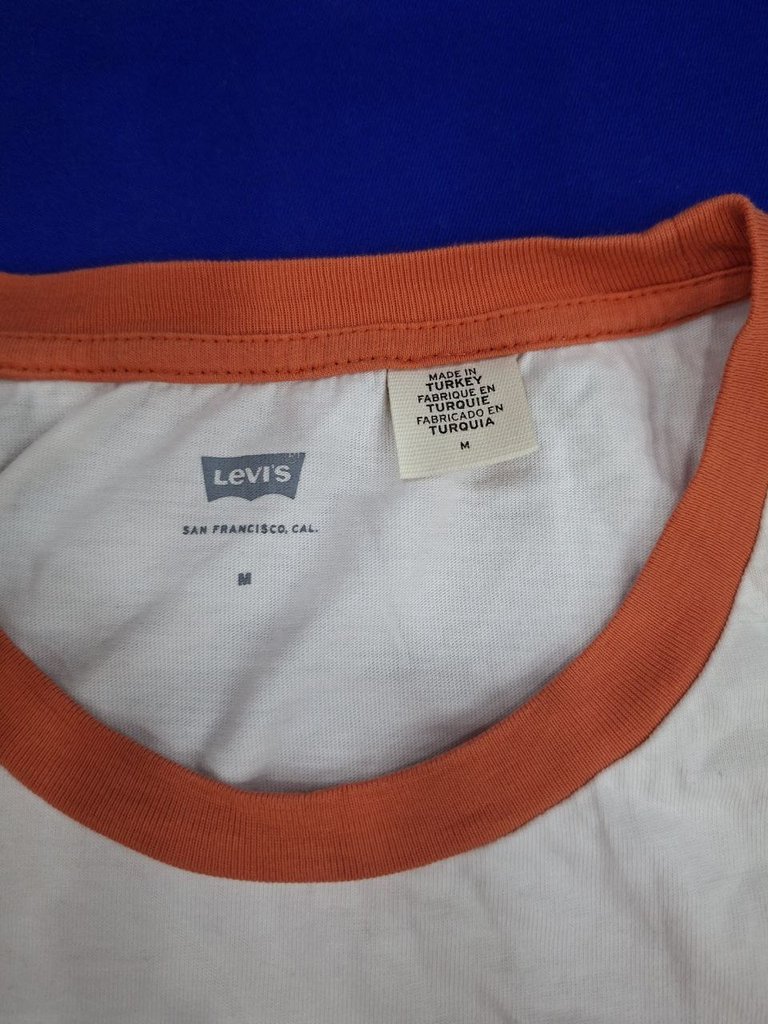 MADE IN
TURKEY
FABRIQUE EN
TURQUIE
FABRICADO EN
TURQUIA
M
LEVI'S
SAN FRANCISCO, CAL.
M